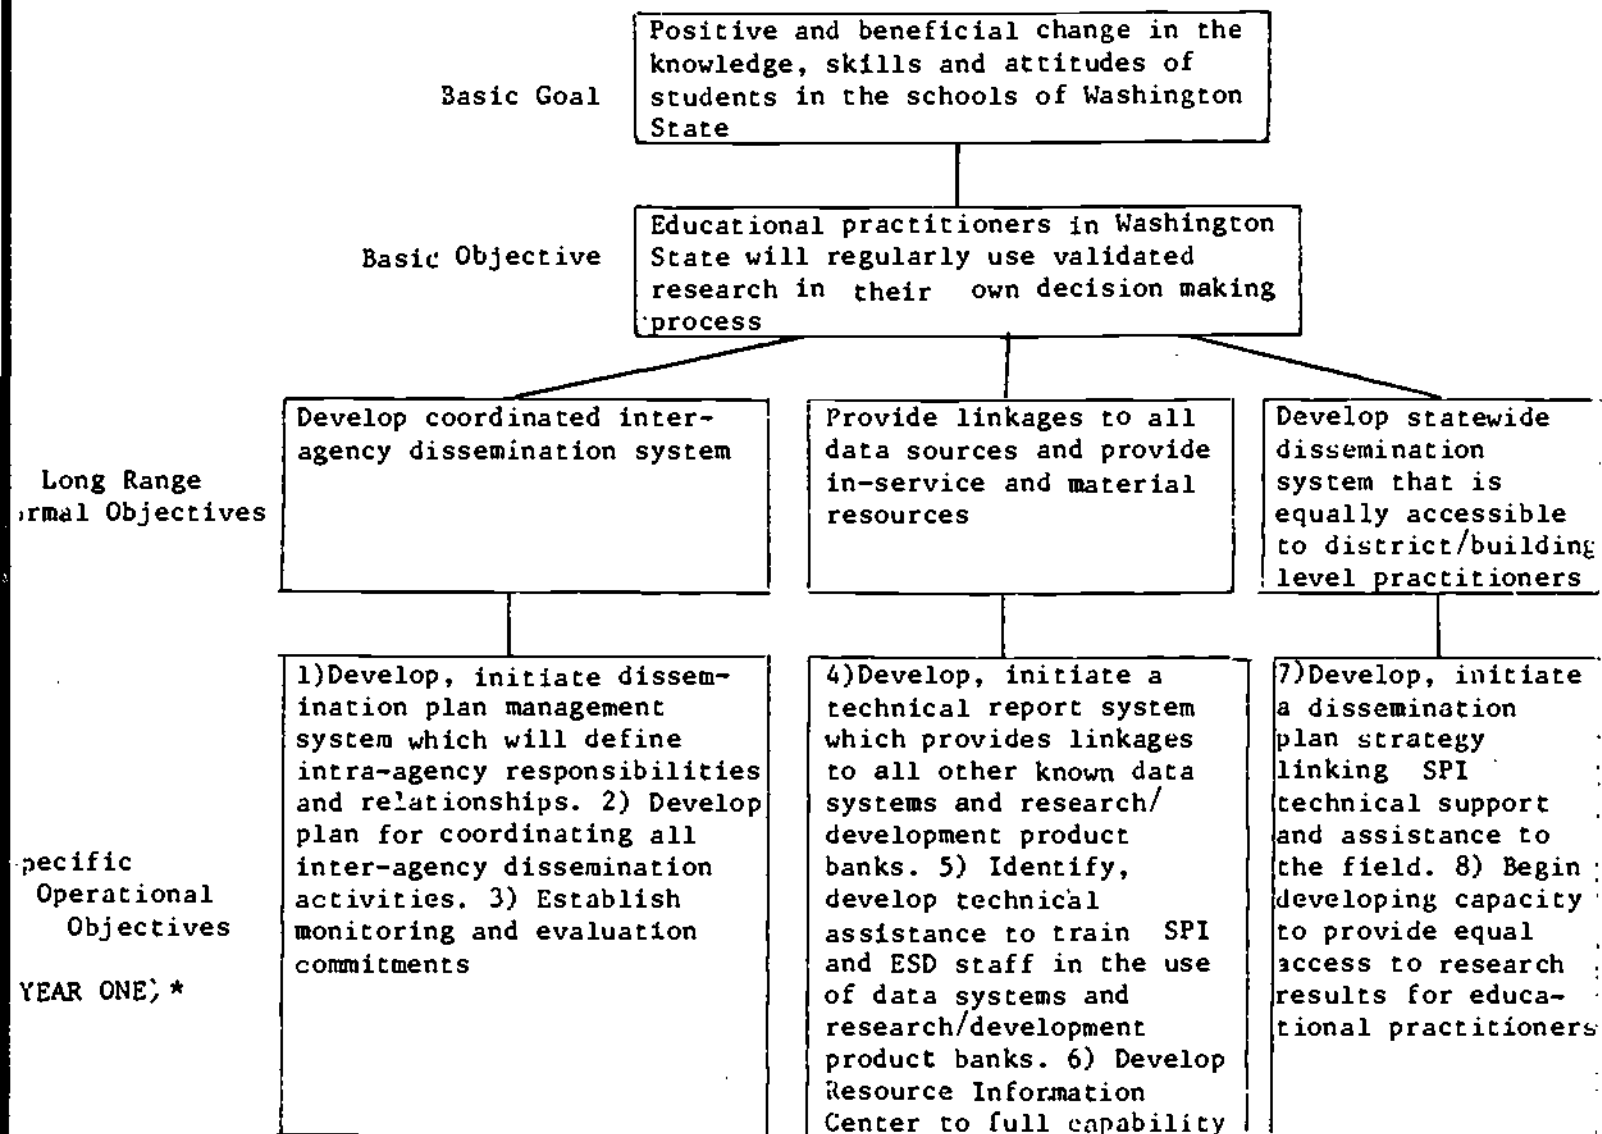 Basic Goal
Positive and beneficial change in the
knowledge, skills and attitudes of
students in the schools of Washington
State
Basic Objective
Educational practitioners in Washington
State will regularly use validated
research in their own decision making
process
Long Range
rmal Objectives
Develop coordinated inter-
agency dissemination system
Provide linkages to all
data sources and provide
in-service and material
resources
Develop statewide
dissemination
system that is
equally accessible
to district/building
level practitioners
pecific
Operational
Objectives
YEAR ONE) *
1)Develop, initiate dissem-
ination plan management
system which will define
intra-agency responsibilities
and relationships. 2) Develop
plan for coordinating all
inter-agency dissemination
activities. 3) Establish
monitoring and evaluation
commitments
4)Develop, initiate a
technical report system
which provides linkages
to all other known data
systems and research/
development product
banks. 5) Identify,
develop technical
assistance to train SPI
and ESD staff in the use
of data systems and
research/development
product banks. 6) Develop
Resource Information
Center to full capability
7)Develop, initiate
a dissemination
plan strategy
linking SPI
technical support
and assistance to
the field. 8) Begin
developing capacity
to provide equal
access to research
results for educa-
tional practitioners